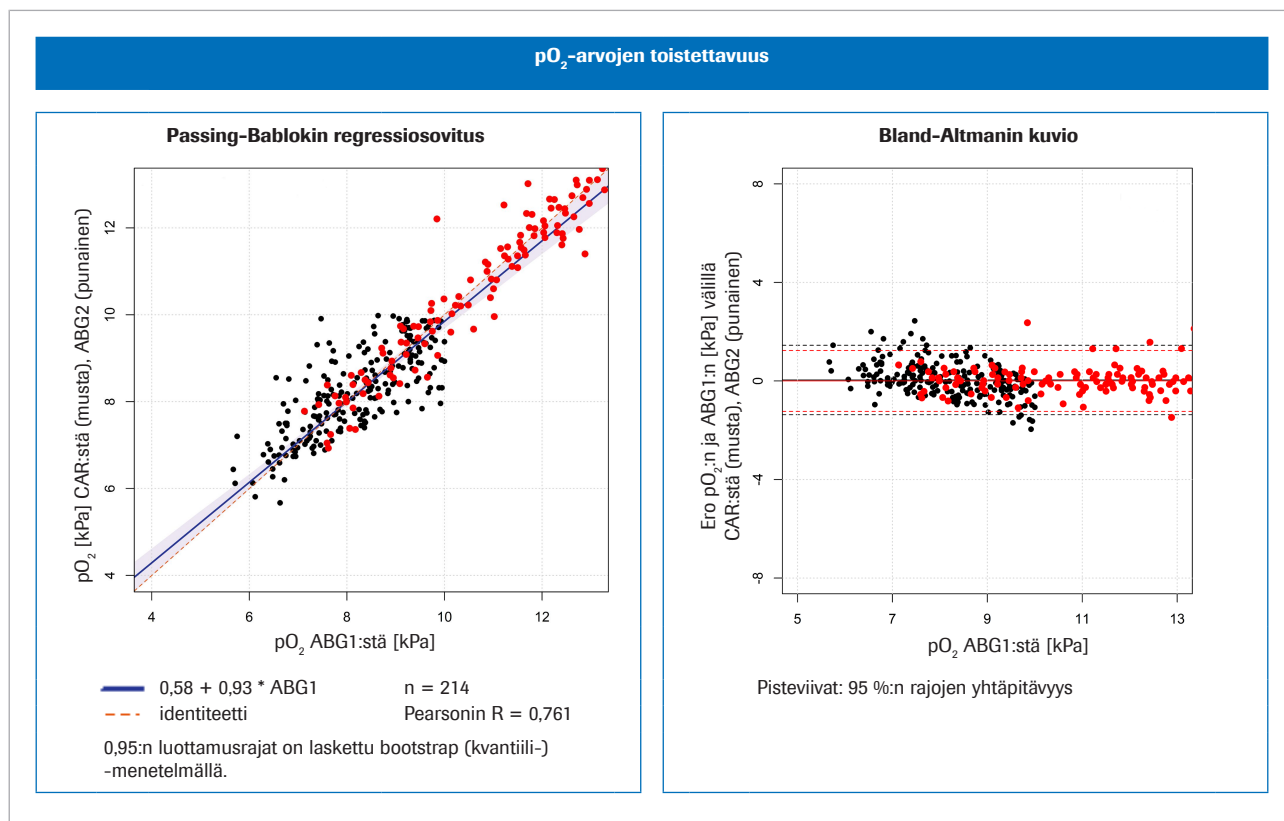 pO₂-arvojen toistettavuus
Passing-Bablokin regressiosovitus
pO₂ [kPa] CAR:stä (musta), ABG2 (punainen)
12
10
8
6
4
4 6 8 10 12
pO₂ ABG1:stä [kPa]
0,58 + 0,93 * ABG1 n = 214
identiteetti Pearsonin R = 0,761
0,95:n luottamusrajat on laskettu bootstrap (kvantiili-)
-menetelmällä.
Bland-Altmanin kuvio
Ero pO₂:n ja ABG1:n [kPa] välillä
CAR:stä (musta), ABG2 (punainen)
8
4
0
-4
-8
5 7 9 11 13
pO₂ ABG1:stä [kPa]
Pisteviivat: 95 %:n rajojen yhtäpitävyys